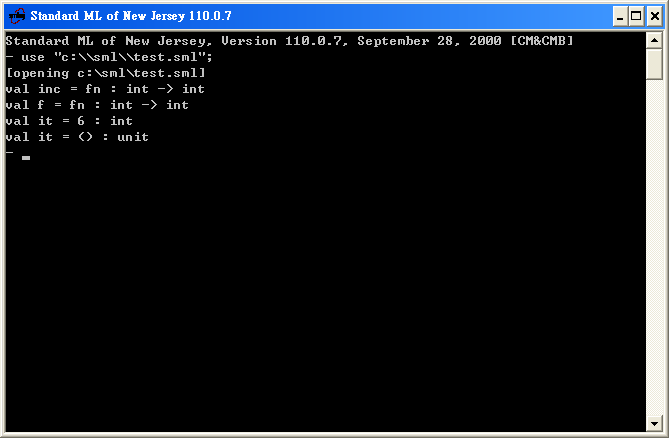 Standard ML of New Jersey 110.0.7
Standard ML of New Jersey, Version 110.0.7, September 28, 2000 [CM&CMB]
- use "c:\\sml\\test.sml";
[opening c:\sml\test.sml]
val inc = fn : int -> int
val f = fn : int -> int
val it = 6 : int
val it = () : unit
-